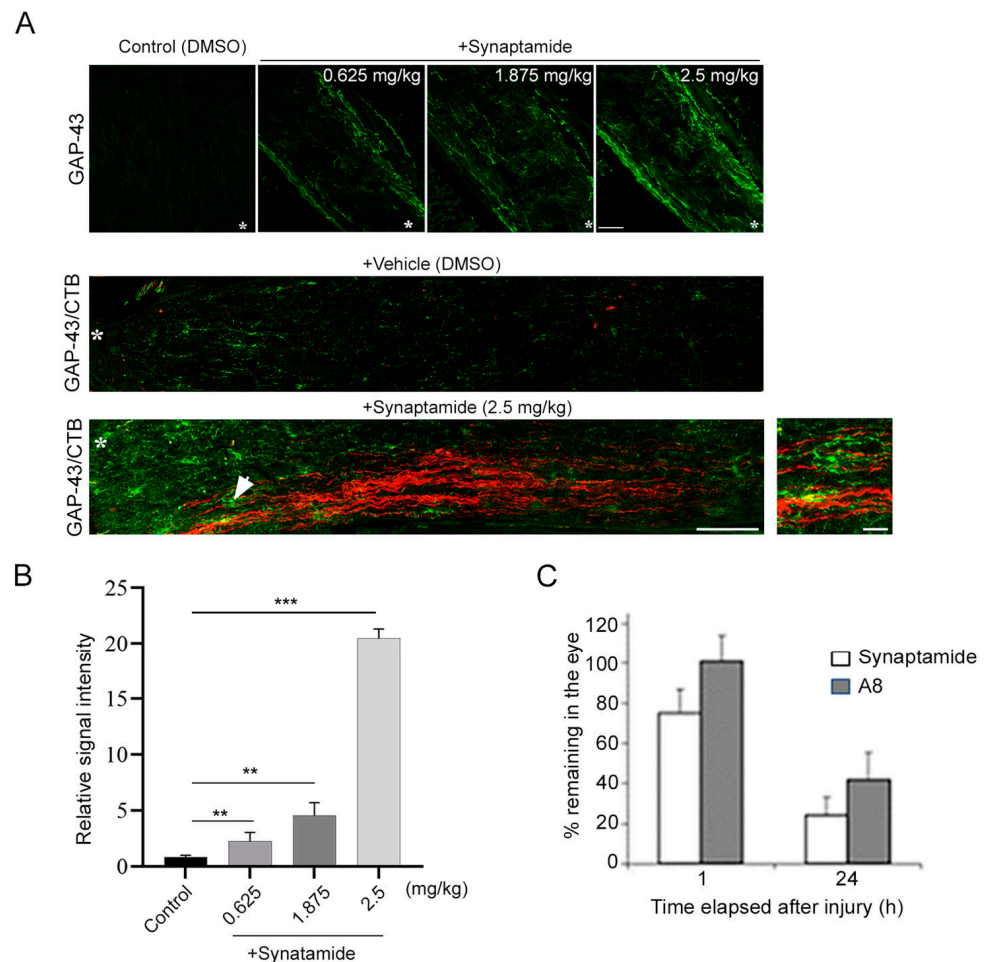 A
Control (DMSO)
+Synaptamide
0.625 mg/kg
1.875 mg/kg
2.5 mg/kg
GAP-43
*
*
*
*
+Vehicle (DMSO)
GAP-43/CTB
*
+Synaptamide (2.5 mg/kg)
GAP-43/CTB
*
B
Relative signal intensity
25
20
15
10
5
0
***
**
**
Control
0.625
1.875
2.5
(mg/kg)
+Synatamide
C
% remaining in the eye
120
100
80
60
40
20
0
Synaptamide
A8
1
24
Time elapsed after injury (h)